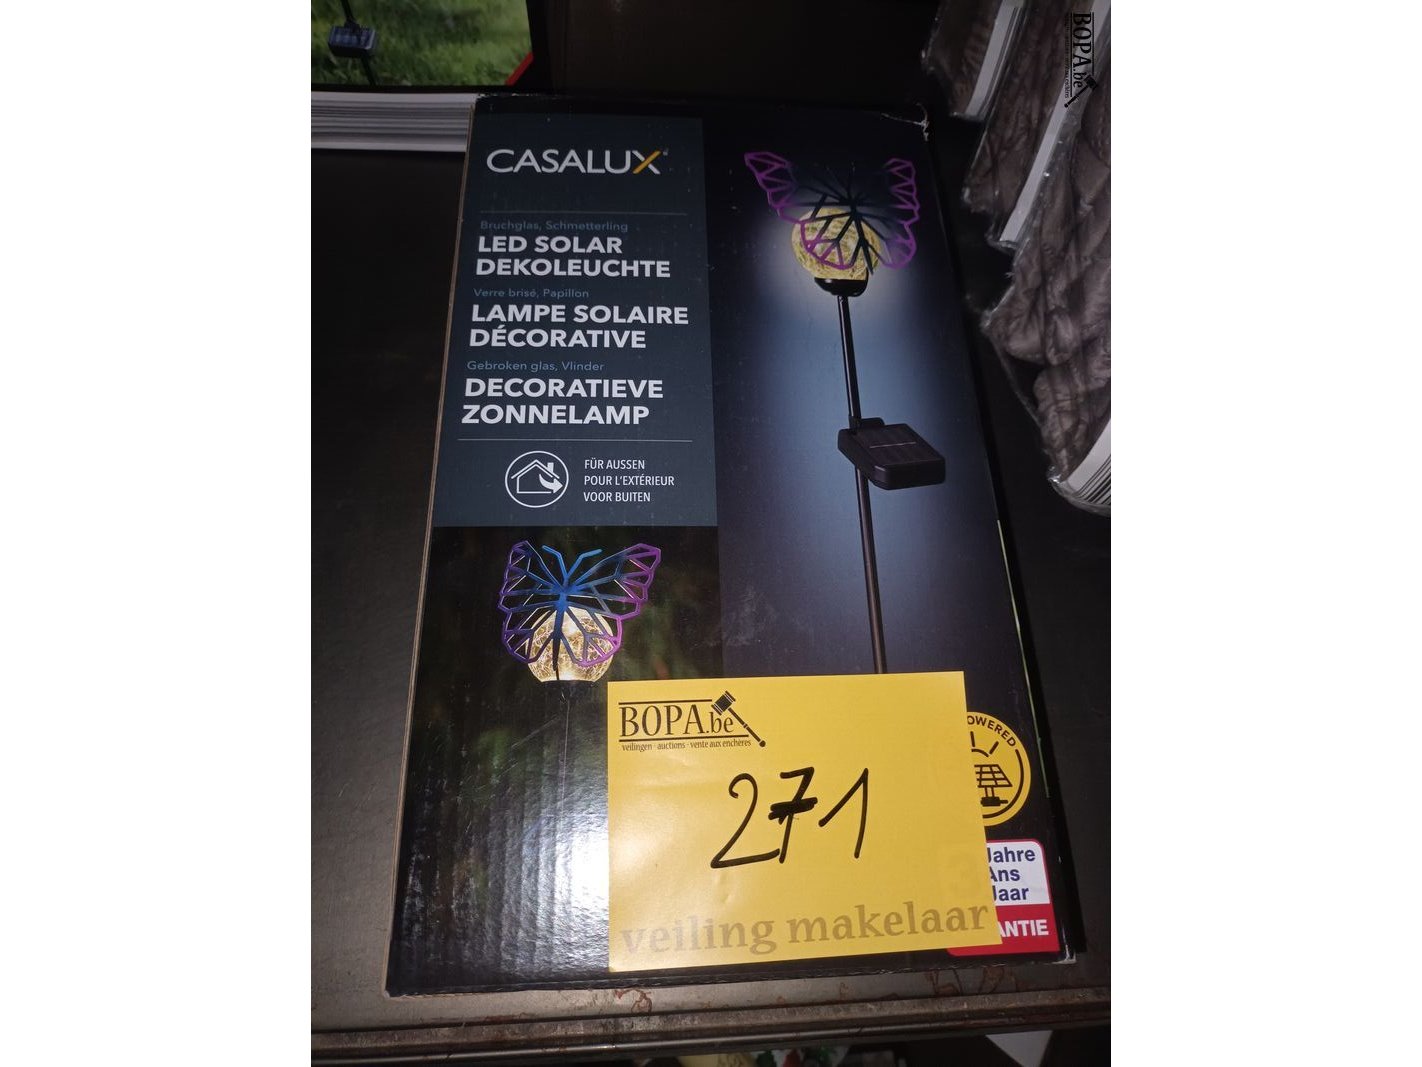 BOPA.be
CASALUX
Bruchglas, Schmetterling
LED SOLAR
DEKOLEUCHTE
Verre brisé, Papillon
LAMPE SOLAIRE
DÉCORATIVE
Gebroken glas, Vlinder
DECORATIEVE
ZONNELAMP
FÜR AUSSEN
POUR L'EXTÉRIEUR
VOOR BUITEN
BOPA.be
veilingen - auctions - vente aux enchères
271
veiling makelaar
OWERED
Jahre
Ans
Jaar
ANTIE